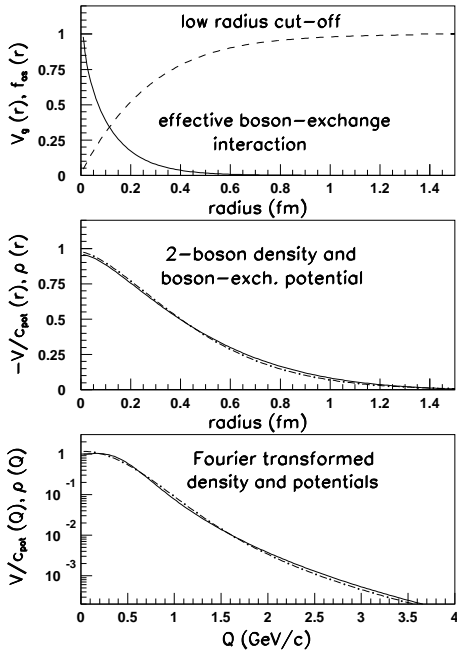 low radius cut-off
effective boson-exchange
interaction
V_g (r), f_as (r)
1
0.75
0.5
0.25
0
0 0.2 0.4 0.6 0.8 1 1.2 1.4
radius (fm)
2-boson density and
boson-exch. potential
-V/c_pot (r), ρ (r)
1
0.75
0.5
0.25
0
0 0.2 0.4 0.6 0.8 1 1.2 1.4
radius (fm)
Fourier transformed
density and potentials
V/c_pot (Q), ρ (Q)
1
10^-1
10^-2
10^-3
0 0.5 1 1.5 2 2.5 3 3.5 4
Q (GeV/c)